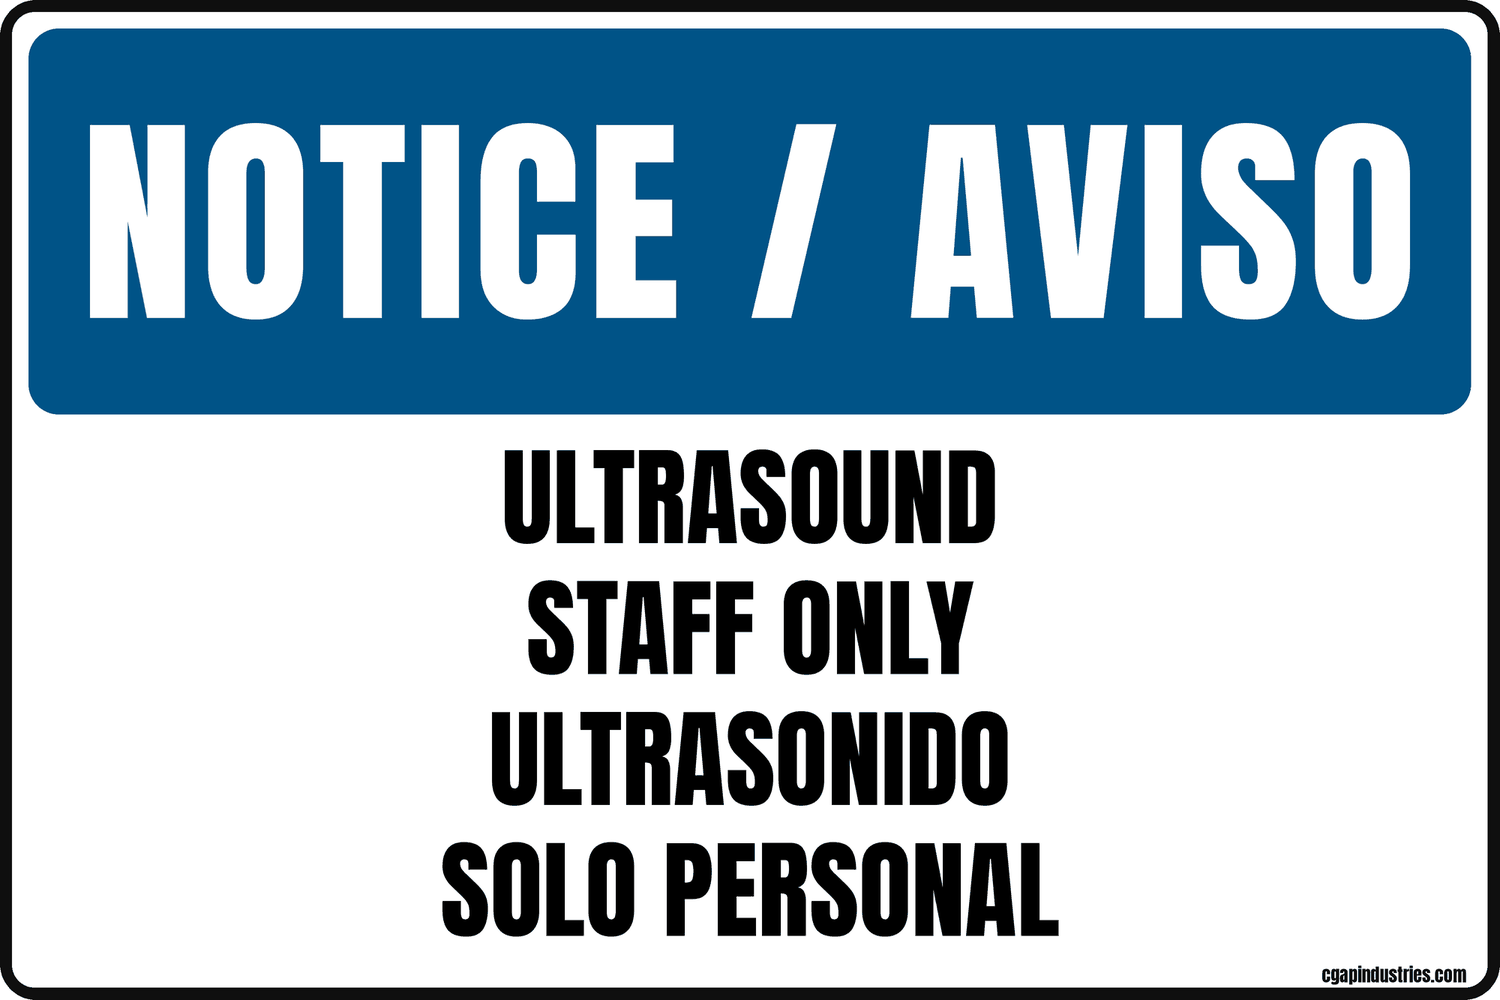 NOTICE / AVISO
ULTRASOUND
STAFF ONLY
ULTRASONIDO
SOLO PERSONAL
cgapindustries.com